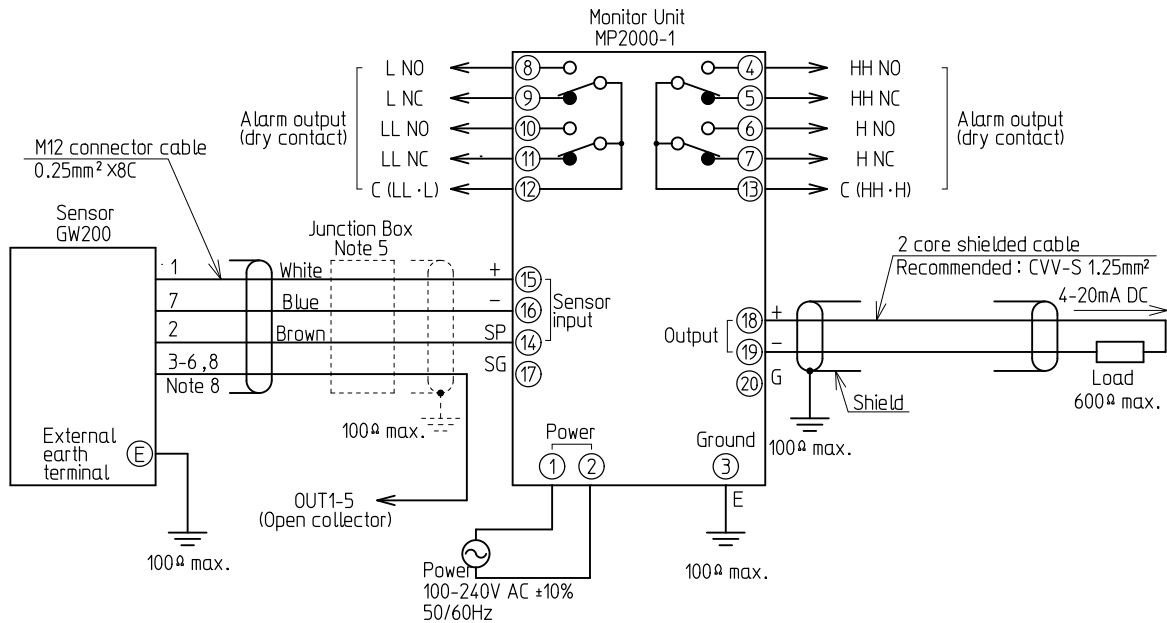 Monitor Unit
MP2000-1
Alarm output
(dry contact)
L NO
L NC
LL NO
LL NC
C (LL·L)
8
9
10
11
12
4
5
6
7
13
HH NO
HH NC
H NO
H NC
C (HH·H)
Alarm output
(dry contact)
M12 connector cable
0.25mm² X8C
Sensor
GW200
Junction Box
Note 5
1
White
+
15
7
Blue
-
16
2
Brown
SP
14
3-6,8
SG
17
Note 8
Sensor
input
External
earth
terminal
E
100Ω max.
100Ω max.
OUT1-5
(Open collector)
Power
1
2
Ground
3
E
100Ω max.
Power
100-240V AC ±10%
50/60Hz
Output
18
+
19
-
20
G
2 core shielded cable
Recommended : CVV-S 1.25mm²
4-20mA DC
Shield
100Ω max.
Load
600Ω max.